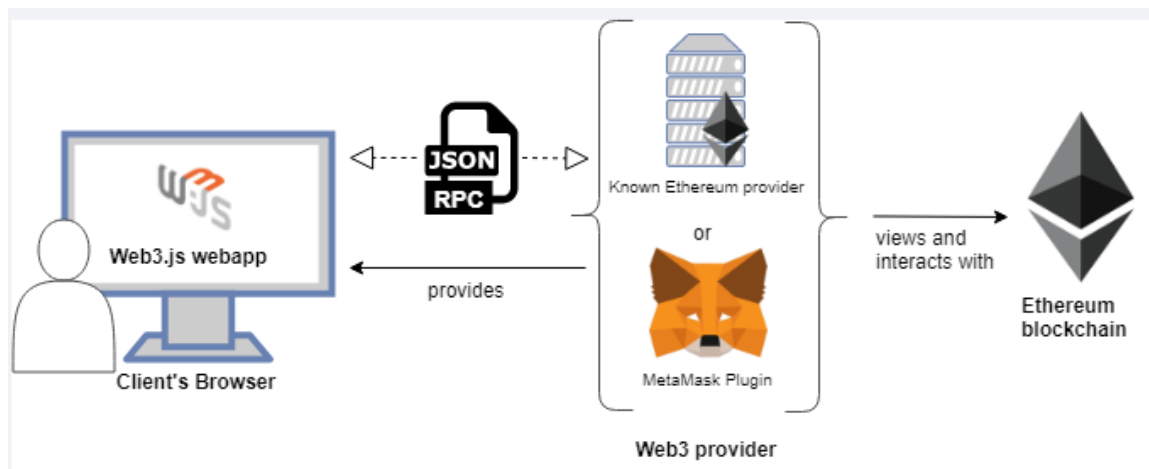 W3JS
Web3.js webapp
Client's Browser
JSON
RPC
provides
Known Ethereum provider
or
MetaMask Plugin
Web3 provider
views and
interacts with
Ethereum
blockchain